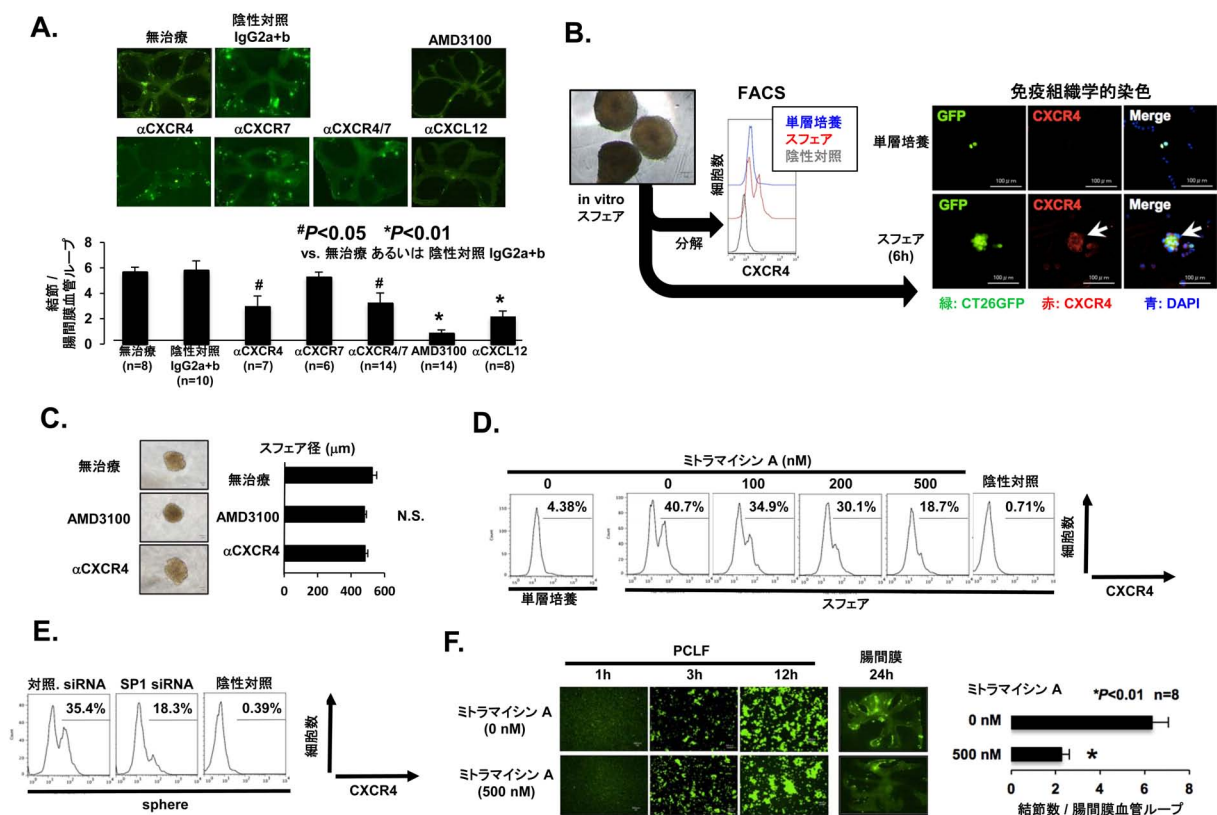 A.
無治療
陰性対照
IgG2a+b
AMD3100
αCXCR4
αCXCR7
αCXCR4/7
αCXCL12
#P<0.05 *P<0.01
vs. 無治療 あるいは 陰性対照 IgG2a+b
結節/
腸間膜血管ループ
8
6
4
2
0
#
#
*
*
無治療
(n=8)
陰性対照
IgG2a+b
(n=10)
αCXCR4
(n=7)
αCXCR7
(n=6)
αCXCR4/7
(n=14)
AMD3100
(n=14)
αCXCL12
(n=8)
B.
in vitro
スフェア
分解
FACS
単層培養
スフェア
陰性対照
細胞数
CXCR4
免疫組織学的染色
単層培養
GFP
CXCR4
Merge
100μm
100μm
100μm
スフェア
(6h)
GFP
CXCR4
Merge
100μm
100μm
100μm
緑: CT26GFP
赤: CXCR4
青: DAPI
C.
無治療
AMD3100
αCXCR4
スフェア径 (μm)
無治療
AMD3100
αCXCR4
N.S.
0 200 400 600
D.
ミトラマイシン A (nM)
0
0
100
200
500
陰性対照
4.38%
40.7%
34.9%
30.1%
18.7%
0.71%
単層培養
スフェア
細胞数
CXCR4
E.
対照. siRNA
SP1 siRNA
陰性対照
35.4%
18.3%
0.39%
sphere
細胞数
CXCR4
F.
PCLF
1h
3h
12h
腸間膜
24h
ミトラマイシン A
(0 nM)
ミトラマイシン A
(500 nM)
ミトラマイシン A
*P<0.01 n=8
0 nM
500 nM
*
0 2 4 6 8
結節数 / 腸間膜血管ループ